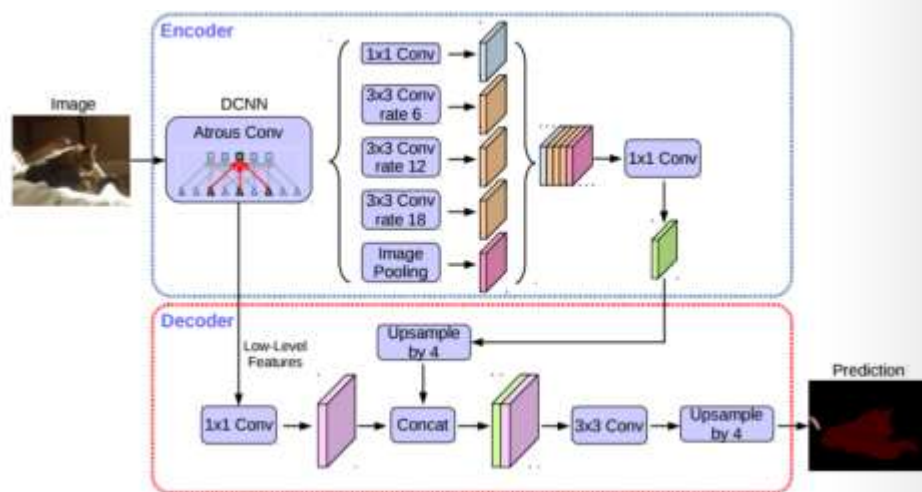 Encoder
Image
DCNN
Atrous Conv
1x1 Conv
3x3 Conv
rate 6
3x3 Conv
rate 12
3x3 Conv
rate 18
Image
Pooling
1x1 Conv
Decoder
Low-Level
Features
Upsample
by 4
1x1 Conv
Concat
3x3 Conv
Upsample
by 4
Prediction